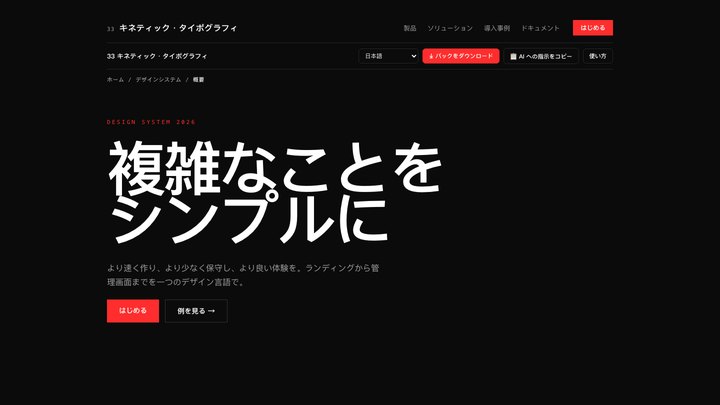 33 キネティック・タイポグラフィ
製品 ソリューション 導入事例 ドキュメント はじめる
33 キネティック・タイポグラフィ
日本語 パックをダウンロード AI への指示をコピー 使い方
ホーム / デザインシステム / 概要
DESIGN SYSTEM 2026
複雑なことを
シンプルに
より速く作り、より少なく保守し、より良い体験を。ランディングから管
理画面までを一つのデザイン言語で。
はじめる 例を見る →